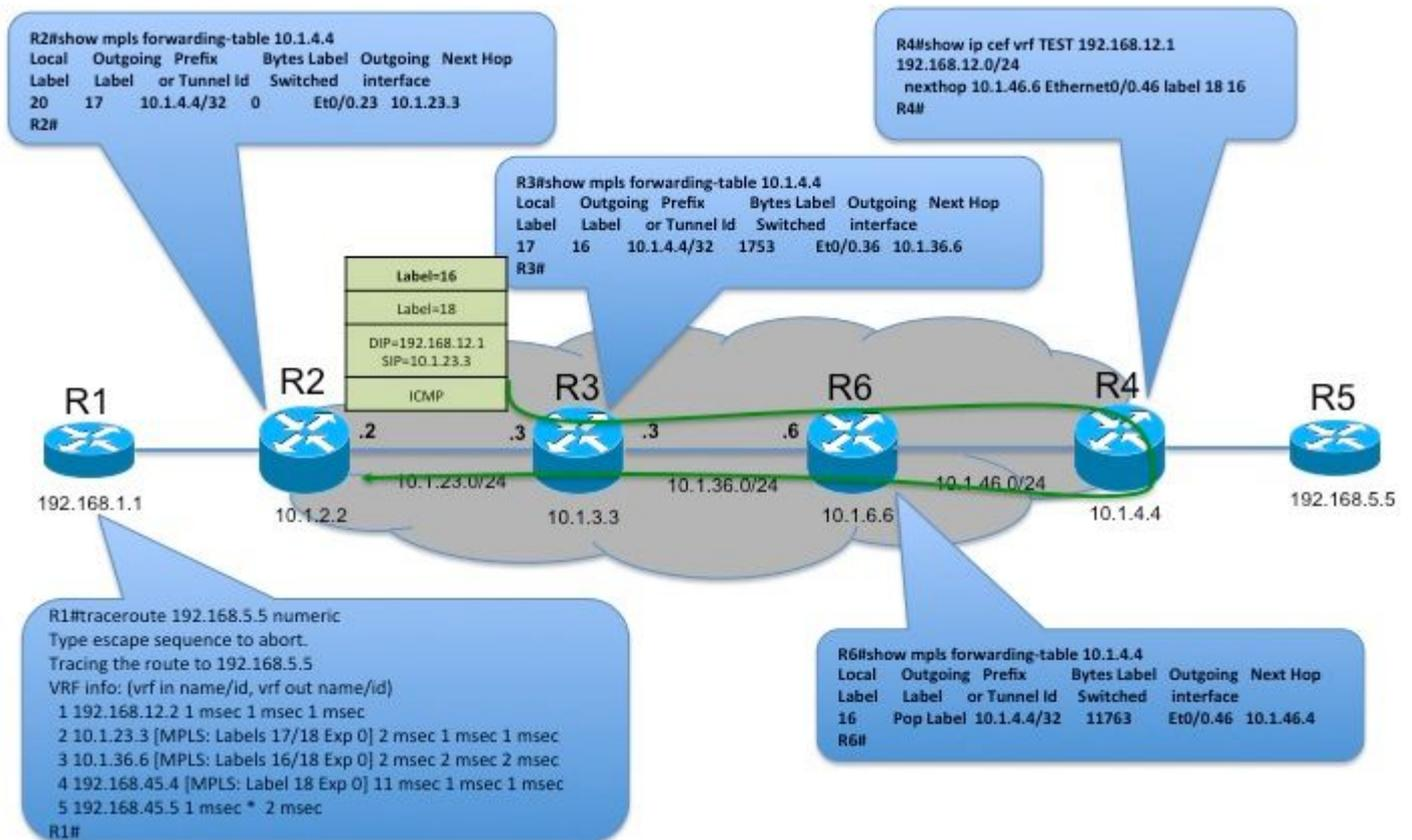 R2#show mpls forwarding-table 10.1.4.4
Local Outgoing Prefix Bytes Label Outgoing Next Hop
Label Label or Tunnel Id Switched interface
20 17 10.1.4.4/32 0 Et0/0.23 10.1.23.3
R2#
R4#show ip cef vrf TEST 192.168.12.1
192.168.12.0/24
nexthop 10.1.46.6 Ethernet0/0.46 label 18 16
R4#
R3#show mpls forwarding-table 10.1.4.4
Local Outgoing Prefix Bytes Label Outgoing Next Hop
Label Label or Tunnel Id Switched interface
17 16 10.1.4.4/32 1753 Et0/0.36 10.1.36.6
R3#
Label=16
Label=18
DIP=192.168.12.1
SIP=10.1.23.3
ICMP
R1
R2
R3
R6
R4
R5
.2
.3
.3
.6
10.1.23.0/24
10.1.36.0/24
10.1.46.0/24
192.168.1.1
10.1.2.2
10.1.3.3
10.1.6.6
10.1.4.4
192.168.5.5
R1#traceroute 192.168.5.5 numeric
Type escape sequence to abort.
Tracing the route to 192.168.5.5
VRF info: (vrf in name/id, vrf out name/id)
1 192.168.12.2 1 msec 1 msec 1 msec
2 10.1.23.3 [MPLS: Labels 17/18 Exp 0] 2 msec 1 msec 1 msec
3 10.1.36.6 [MPLS: Labels 16/18 Exp 0] 2 msec 2 msec 2 msec
4 192.168.45.4 [MPLS: Label 18 Exp 0] 11 msec 1 msec 1 msec
5 192.168.45.5 1 msec * 2 msec
R1#
R6#show mpls forwarding-table 10.1.4.4
Local Outgoing Prefix Bytes Label Outgoing Next Hop
Label Label or Tunnel Id Switched interface
16 Pop Label 10.1.4.4/32 11763 Et0/0.46 10.1.46.4
R6#